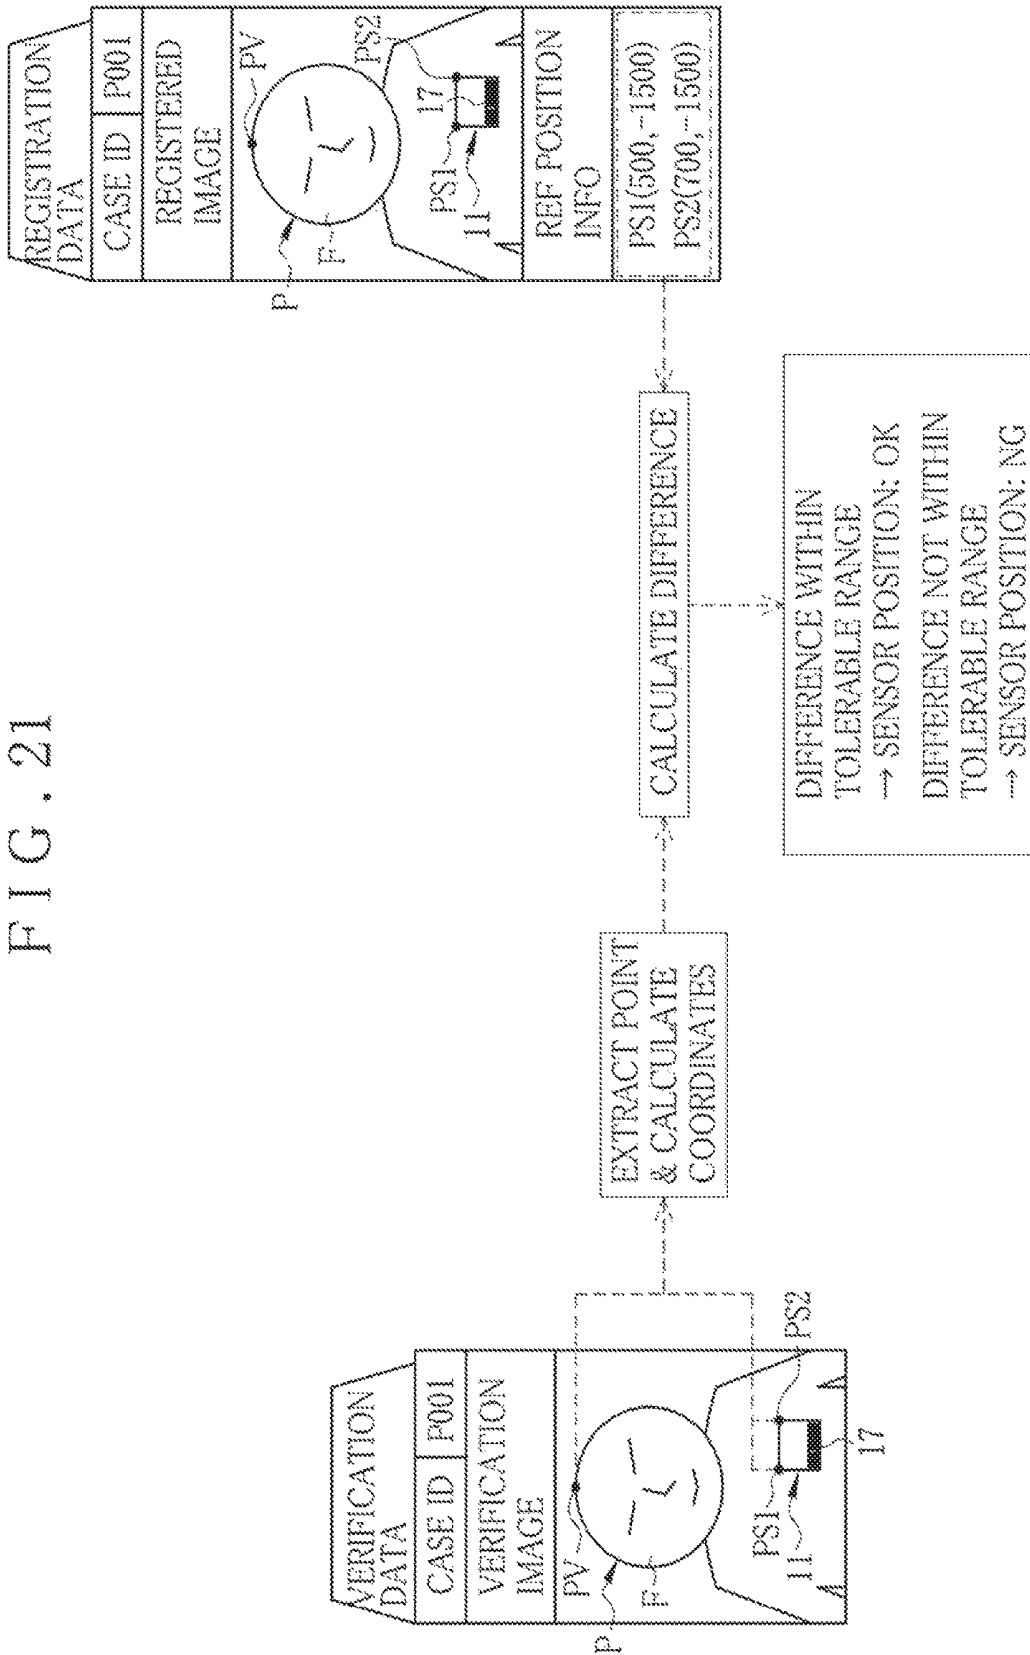 FIG. 21
VERIFICATION
DATA
CASE ID P001
VERIFICATION
IMAGE
PV
P
F
PS1
PS2
11
17
EXTRACT POINT
& CALCULATE
COORDINATES
CALCULATE DIFFERENCE
DIFFERENCE WITHIN
TOLERABLE RANGE
→ SENSOR POSITION: OK
DIFFERENCE NOT WITHIN
TOLERABLE RANGE
→ SENSOR POSITION: NG
REGISTRATION
DATA
CASE ID P001
REGISTERED
IMAGE
PV
P
F
PS1
17
PS2
11
REF POSITION
INFO
PS1(500,-1500)
PS2(700,-1500)